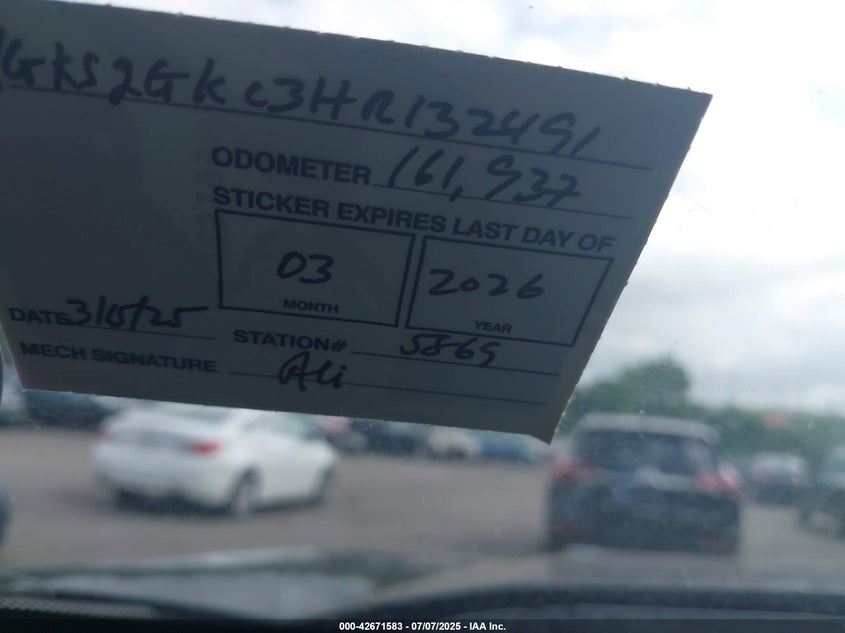 1GKS2GKC3HR132491
ODOMETER 161,937
STICKER EXPIRES LAST DAY OF
03 2026
MONTH YEAR
DATE 3/15/25 STATION# 5869
MECH SIGNATURE Ali
000-42671583 / 07/07/2025 - IAA Inc.